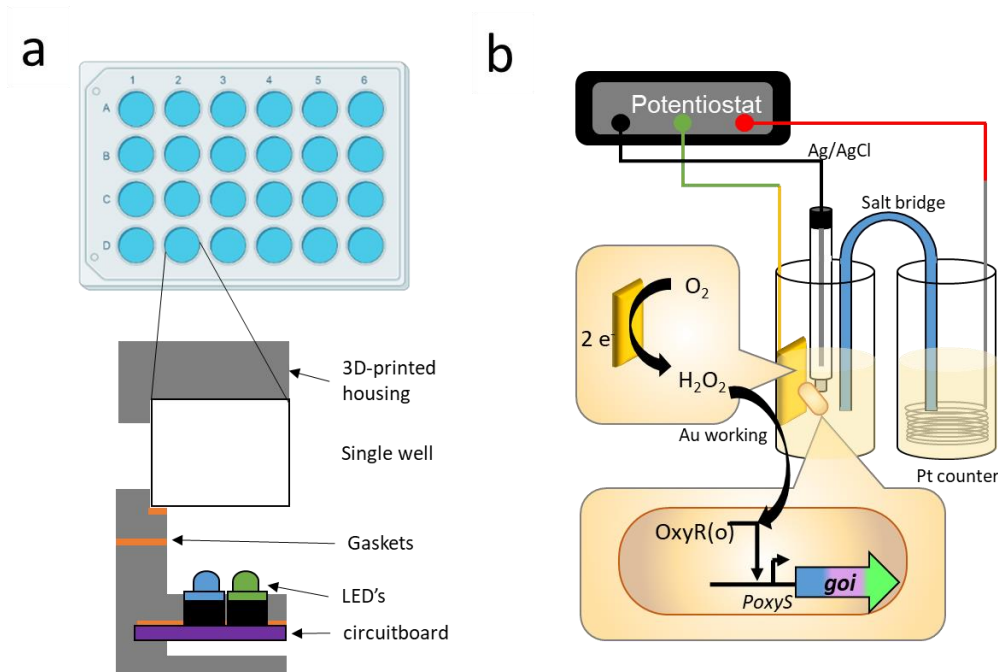 a
1 2 3 4 5 6
A
B
C
D
3D-printed
housing
Single well
Gaskets
LED's
circuitboard
b
Potentiostat
Ag/AgCl
Salt bridge
O2
2 e-
H2O2
Au working
Pt counter
OxyR(o)
PoxyS
goi